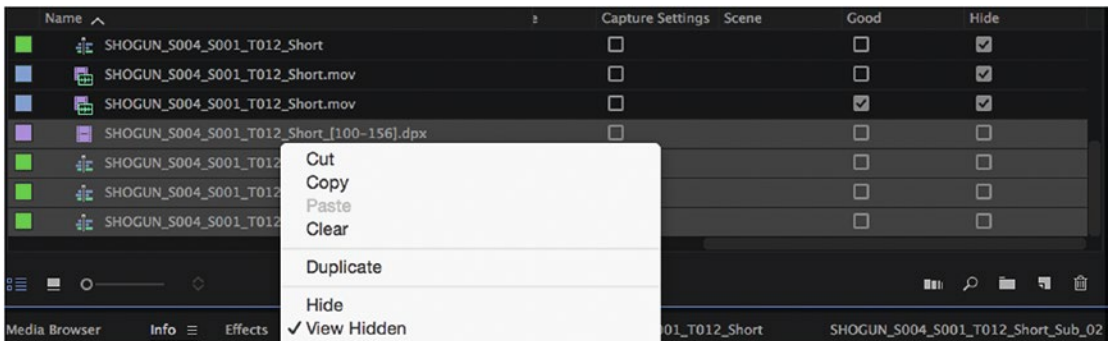 Name Capture Settings Scene Good Hide
SHOGUN_S004_S001_T012_Short
SHOGUN_S004_S001_T012_Short.mov
SHOGUN_S004_S001_T012_Short.mov
SHOGUN_S004_S001_T012_Short_[100-156].dpx
SHOGUN_S004_S001_T012
SHOGUN_S004_S001_T012
SHOGUN_S004_S001_T012
Cut
Copy
Paste
Clear
Duplicate
Hide
View Hidden
Media Browser Info Effects 01_T012_Short SHOGUN_S004_S001_T012_Short_Sub_02